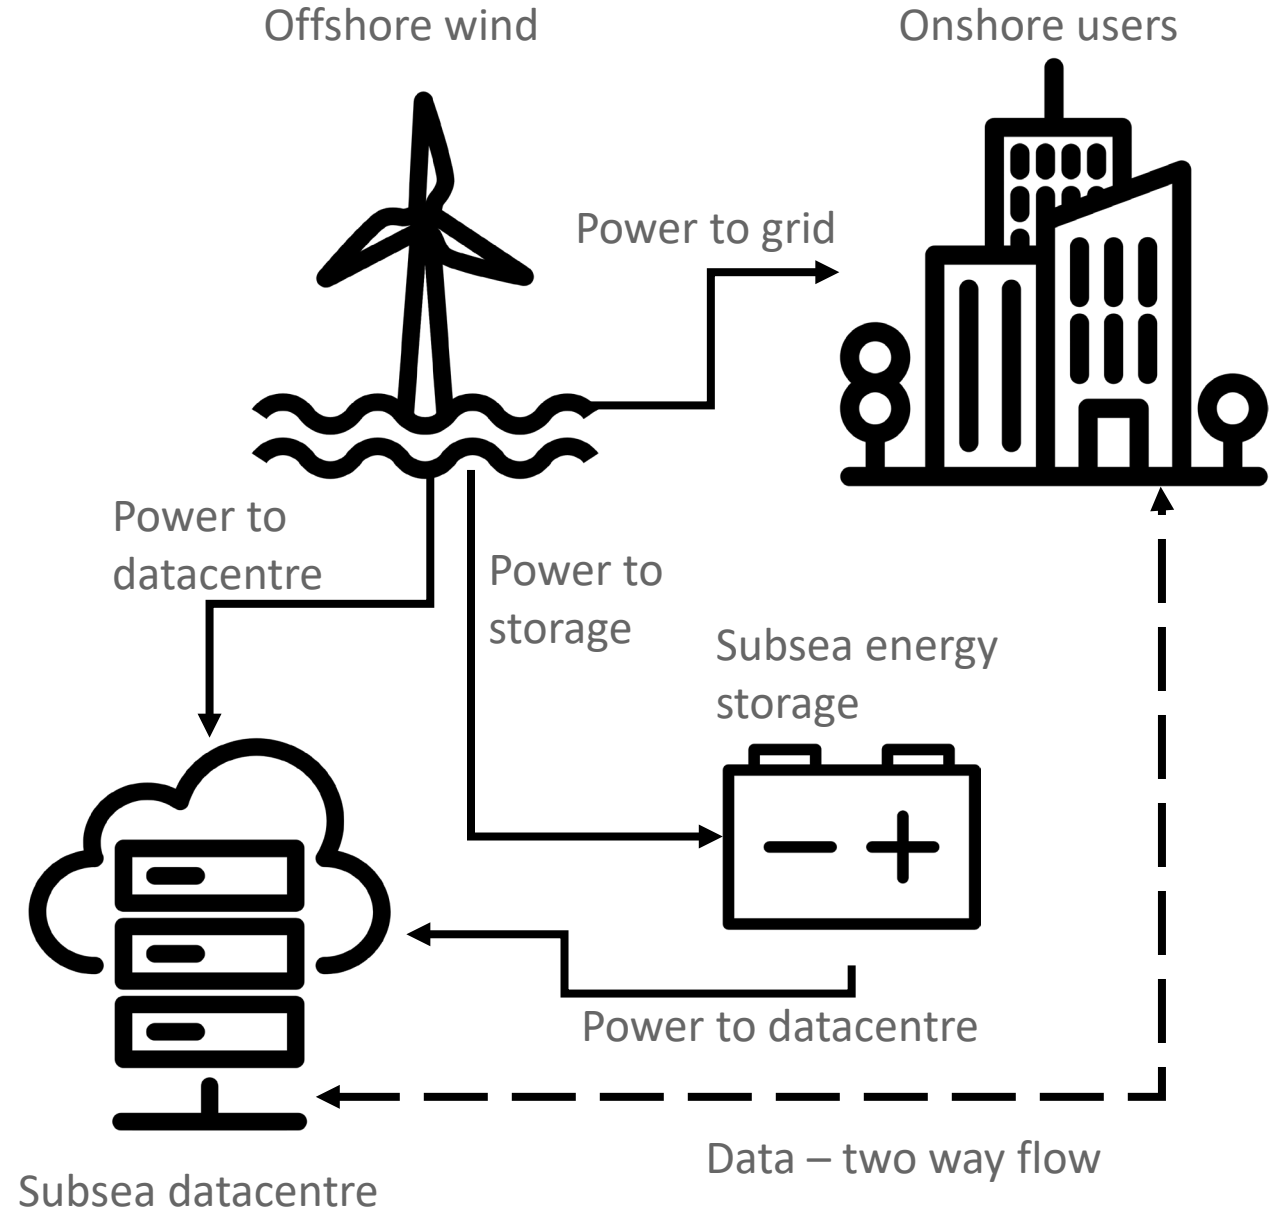 Offshore wind
Onshore users
Power to grid
Power to
datacentre
Power to
storage
Subsea energy
storage
Power to datacentre
Data – two way flow
Subsea datacentre